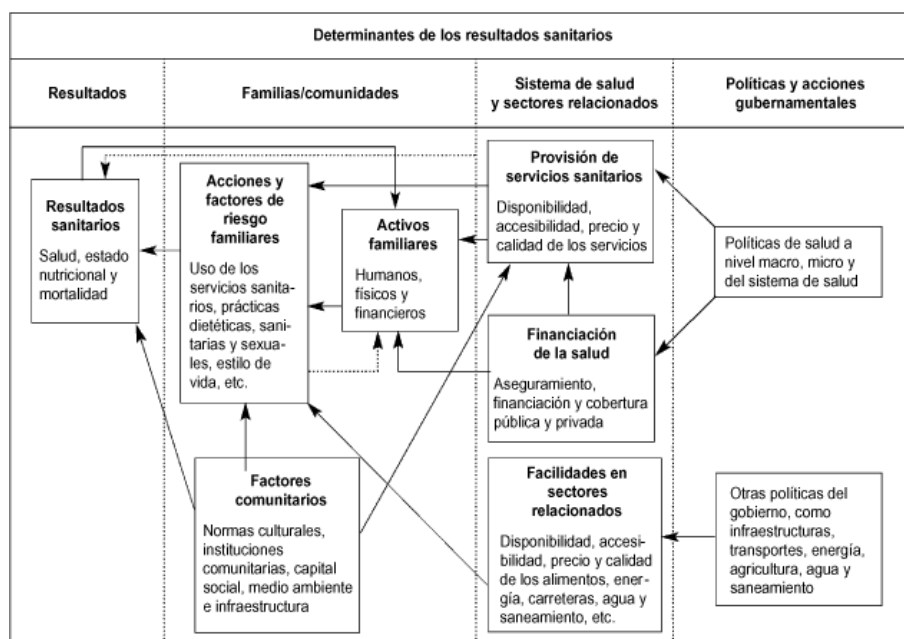 Determinantes de los resultados sanitarios
Resultados
Familias/comunidades
Sistema de salud
y sectores relacionados
Políticas y acciones
gubernamentales
Resultados
sanitarios
Salud, estado
nutricional y
mortalidad
Acciones y
factores de
riesgo
familiares
Uso de los
servicios sanita-
rios, prácticas
dietéticas, sani-
tarias y sexua-
les, estilo de
vida, etc.
Activos
familiares
Humanos,
físicos y
financieros
Factores
comunitarios
Normas culturales,
instituciones
comunitarias, capital
social, medio ambiente
e infraestructura
Provisión de
servicios sanitarios
Disponibilidad,
accesibilidad, precio y
calidad de los servicios
Financiación
de la salud
Aseguramiento,
financiación y cobertura
pública y privada
Facilidades en
sectores
relacionados
Disponibilidad, accesi-
bilidad, precio y calidad
de los alimentos, ener-
gía, carreteras, agua y
saneamiento, etc.
Políticas de salud a
nivel macro, micro y
del sistema de salud
Otras políticas del
gobierno, como
infraestructuras,
transportes, energía,
agricultura, agua y
saneamiento